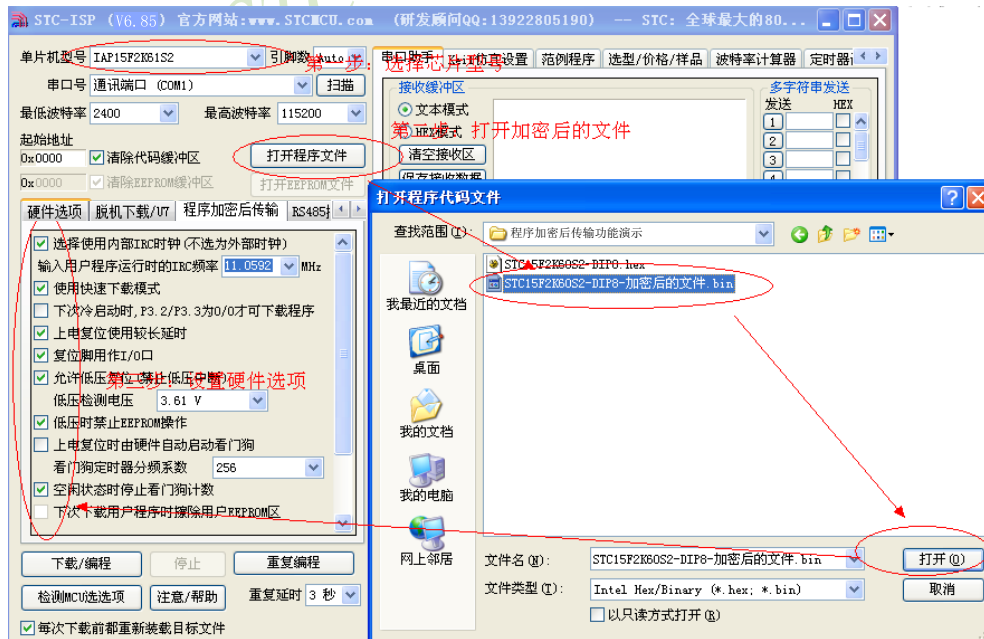 STC-ISP (V6.85) 官方网站:www.STCMCU.com (研发顾问QQ:13922805190) -- STC: 全球最大的80...
单片机型号 IAP15F2K61S2 引脚数 Auto
第一步: 选择芯片型号
串口助手 Keil仿真设置 范例程序 选型/价格/样品 波特率计算器 定时器
串口号 通讯端口 (COM1) 扫描
最低波特率 2400 最高波特率 115200
起始地址
0x0000 清除代码缓冲区 打开程序文件
0x0000 清除EEPROM缓冲区 打开EEPROM文件
接收缓冲区
文本模式
HEX模式
清空接收区
保存接收数据
第二步: 打开加密后的文件
多字符串发送
发送 HEX
1
2
3
4
硬件选项 脱机下载/U7 程序加密后传输 RS485
选择使用内部IRC时钟(不选为外部时钟)
输入用户程序运行时的IRC频率 11.0592 MHz
使用快速下载模式
下次冷启动时,P3.2/P3.3为0/0才可下载程序
上电复位使用较长延时
复位脚用作I/O口
允许低压复位(禁止低压中断)
第三步: 设置硬件选项
低压检测电压 3.61 V
低压时禁止EEPROM操作
上电复位时由硬件自动启动看门狗
看门狗定时器分频系数 256
空闲状态时停止看门狗计数
下次下载用户程序时擦除用户EEPROM区
下载/编程 停止 重复编程
检测MCU选选项 注意/帮助 重复延时 3 秒
每次下载前都重新装载目标文件
打开程序代码文件
查找范围(I): 程序加密后传输功能演示
STC15F2K60S2-DIP8.hex
STC15F2K60S2-DIP8-加密后的文件.bin
我最近的文档
桌面
我的文档
我的电脑
网上邻居
文件名(N): STC15F2K60S2-DIP8-加密后的文件.bin 打开(O)
文件类型(T): Intel Hex/Binary (*.hex; *.bin) 取消
以只读方式打开(R)